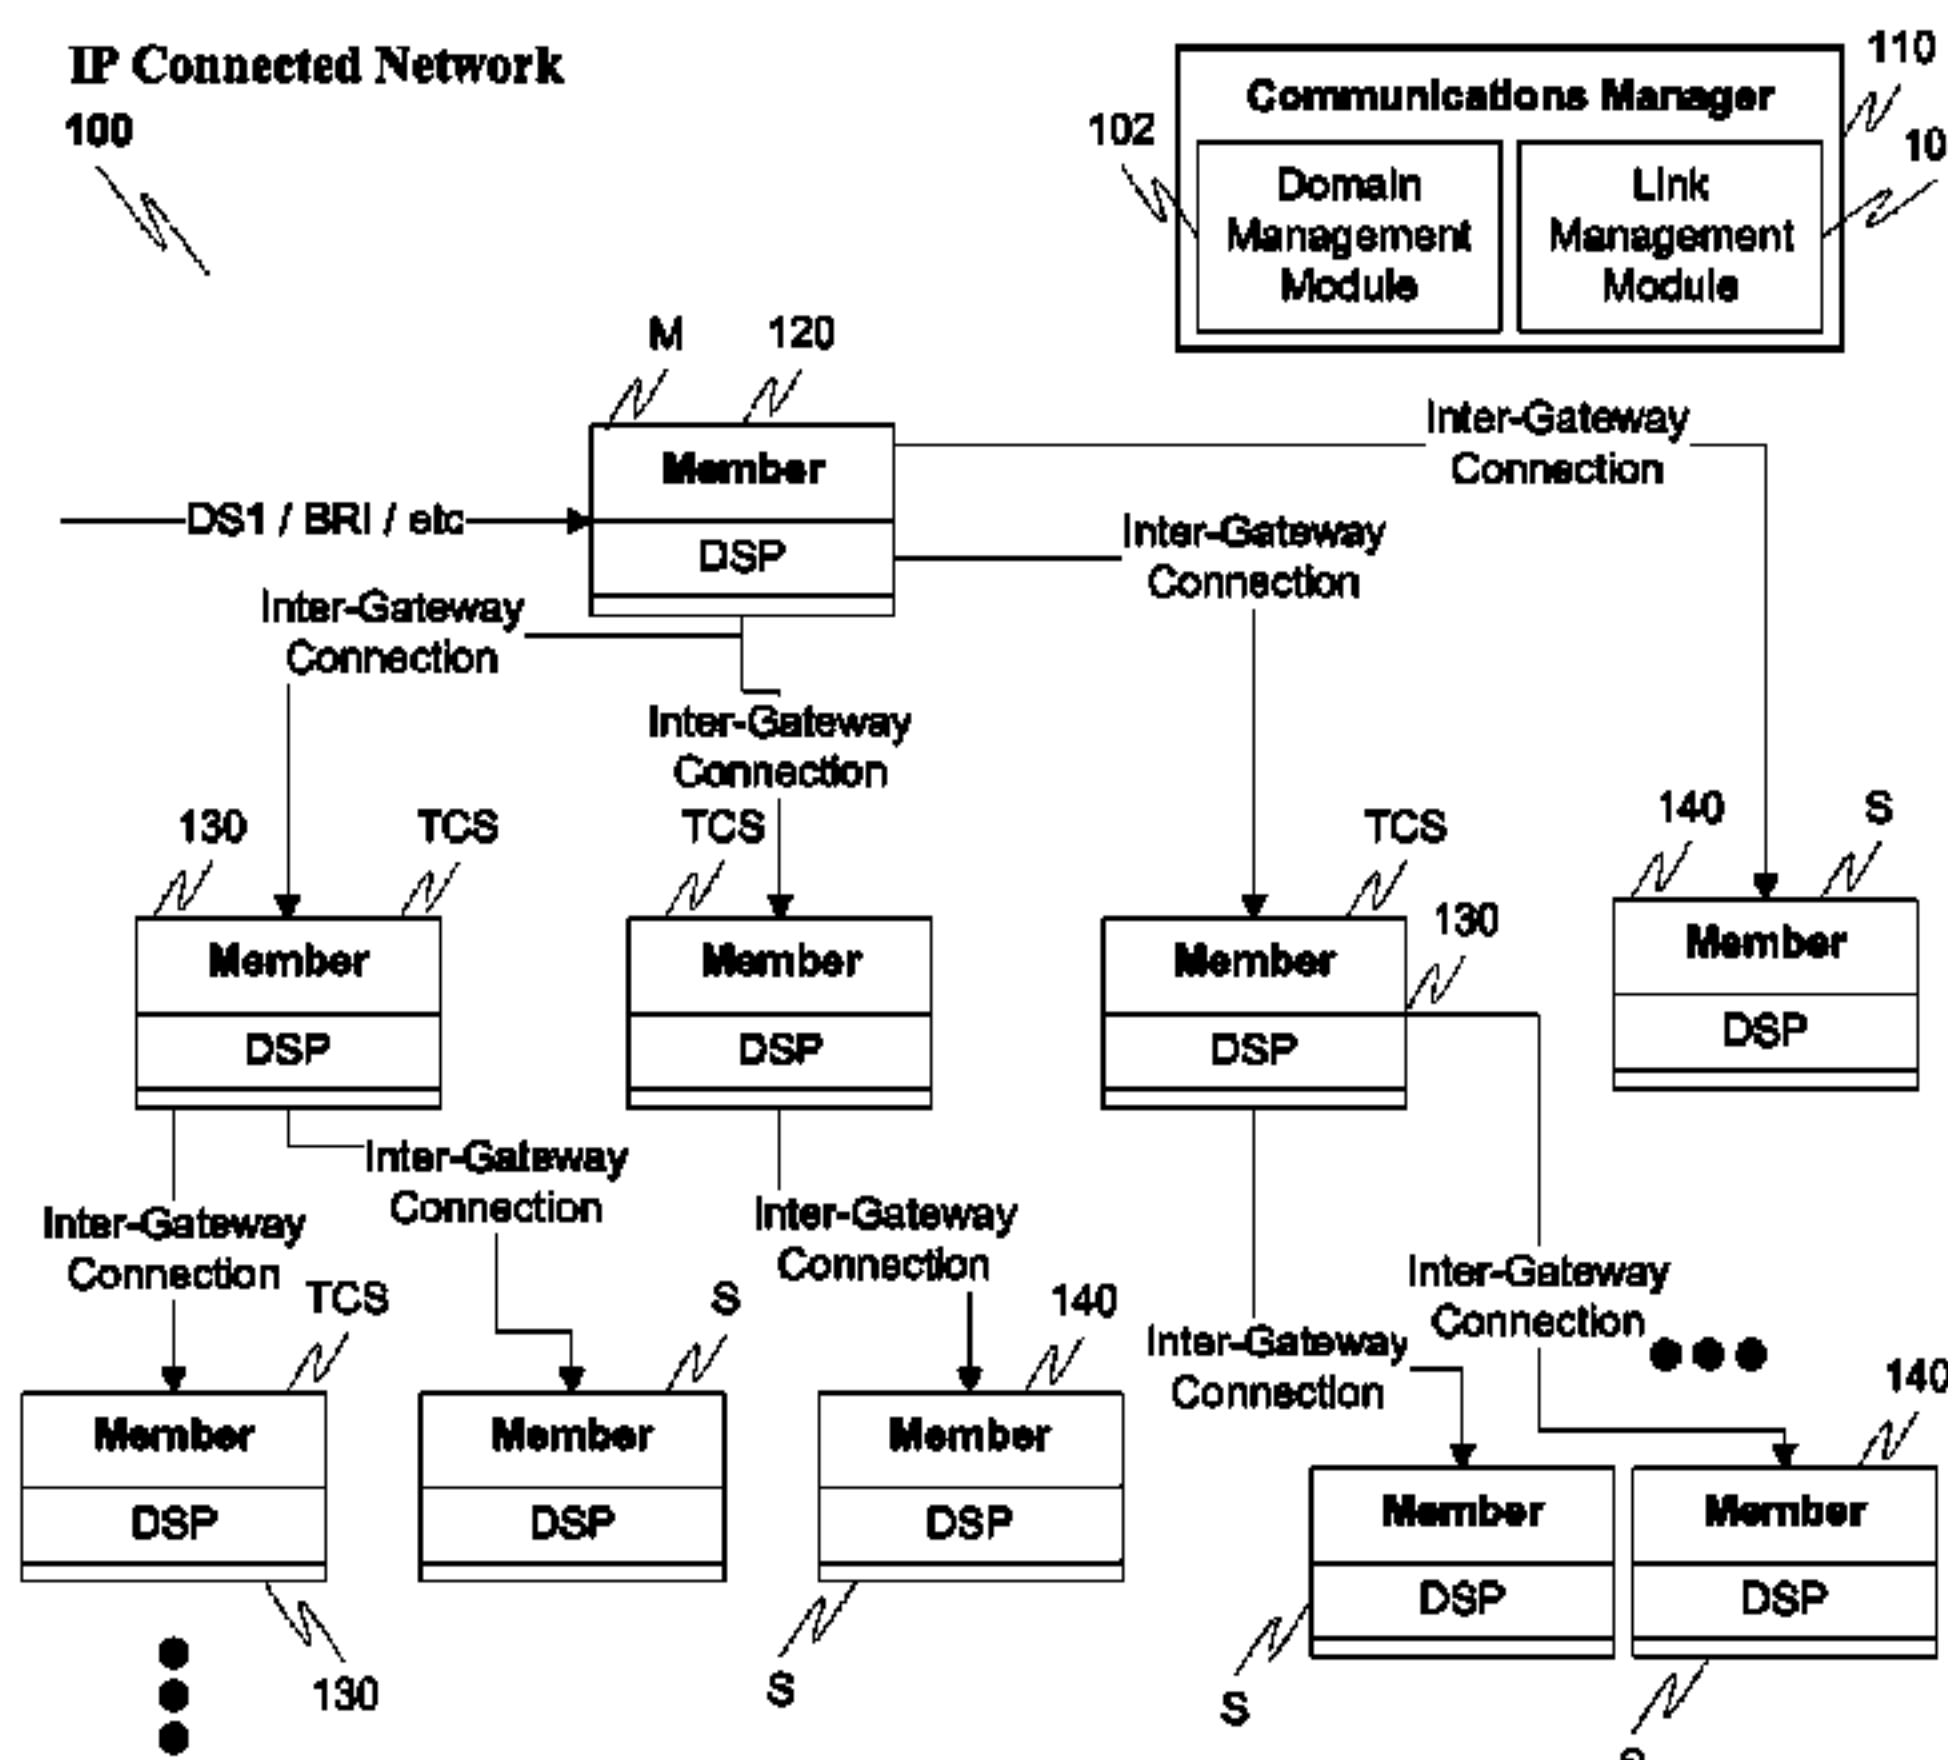 IP Connected Network
100
110
Communications Manager
102
10
Domain
Management
Module
Link
Management
Module
M
120
Member
DSP
DS1 / BRI / etc
Inter-Gateway
Connection
Inter-Gateway
Connection
Inter-Gateway
Connection
Inter-Gateway
Connection
130
TCS
Member
DSP
TCS
Member
DSP
TCS
130
Member
DSP
140
S
Member
DSP
Inter-Gateway
Connection
Inter-Gateway
Connection
Inter-Gateway
Connection
Inter-Gateway
Connection
Inter-Gateway
Connection
TCS
Member
DSP
130
S
Member
DSP
140
Member
DSP
S
Member
DSP
S
140
Member
DSP